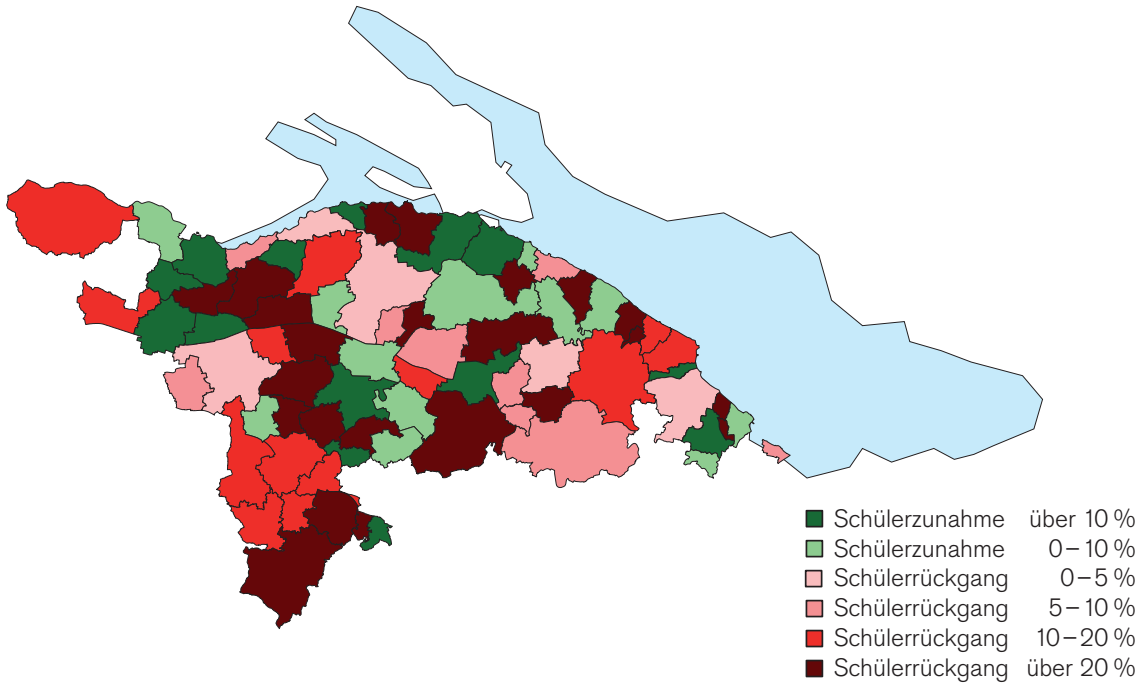 Schülerzunahme über 10 %
Schülerzunahme 0–10 %
Schülerrückgang 0–5 %
Schülerrückgang 5–10 %
Schülerrückgang 10–20 %
Schülerrückgang über 20 %